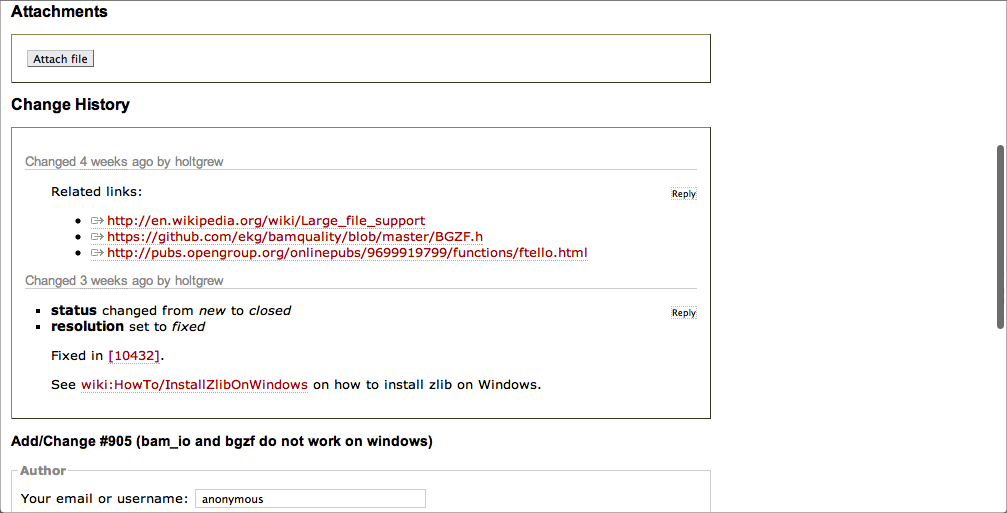 Attachments
Attach file
Change History
Changed 4 weeks ago by holtgrew
Related links:
Reply
http://en.wikipedia.org/wiki/Large_file_support
https://github.com/ekg/bamquality/blob/master/BGZF.h
http://pubs.opengroup.org/onlinepubs/9699919799/functions/ftello.html
Changed 3 weeks ago by holtgrew
status changed from new to closed
Reply
resolution set to fixed
Fixed in [10432].
See wiki:HowTo/InstallZlibOnWindows on how to install zlib on Windows.
Add/Change #905 (bam_io and bgzf do not work on windows)
Author
Your email or username: anonymous